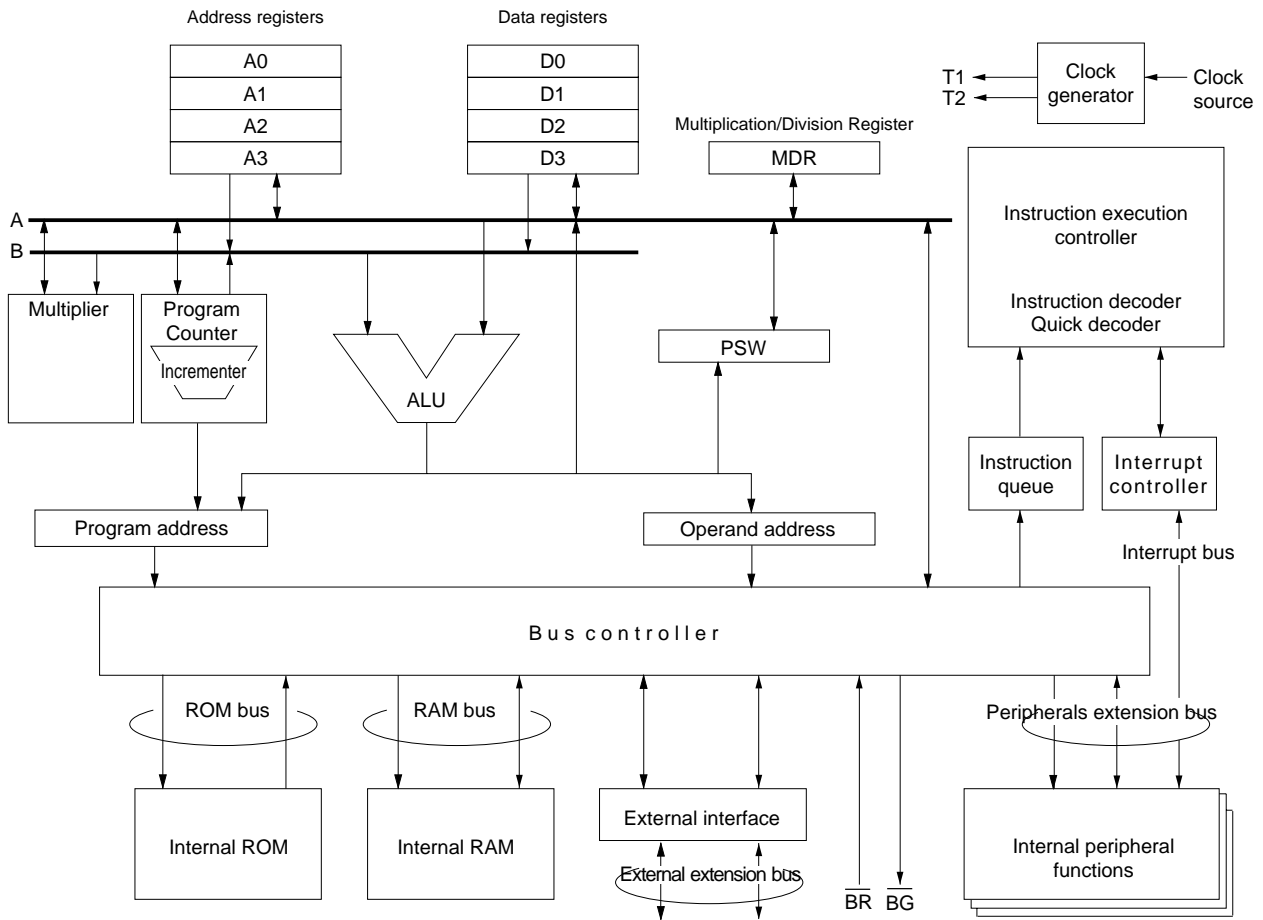 Address registers
Data registers
A0
A1
A2
A3
D0
D1
D2
D3
Multiplication/Division Register
MDR
T1
T2
Clock
generator
Clock
source
A
B
Instruction execution
controller
Instruction decoder
Quick decoder
Multiplier
Program
Counter
Incrementer
ALU
PSW
Instruction
queue
Interrupt
controller
Program address
Operand address
Interrupt bus
Bus controller
ROM bus
RAM bus
Peripherals extension bus
Internal ROM
Internal RAM
External interface
External extension bus
BR
BG
Internal peripheral
functions